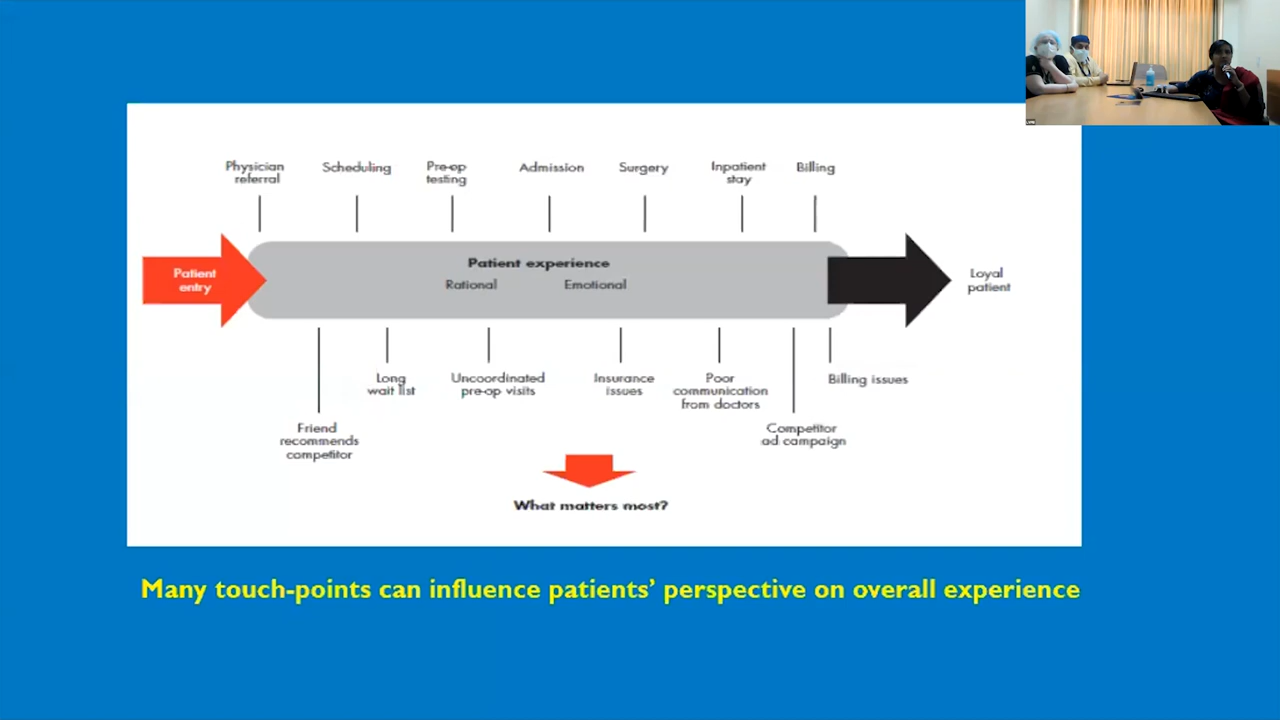 Physician
referral
Scheduling
Pre-op
testing
Admission
Surgery
Inpatient
stay
Billing
Patient
entry
Patient experience
Rational
Emotional
Loyal
patient
Long
wait list
Uncoordinated
pre-op visits
Insurance
issues
Poor
communication
from doctors
Billing issues
Friend
recommends
competitor
Competitor
ad campaign
What matters most?
Many touch-points can influence patients' perspective on overall experience